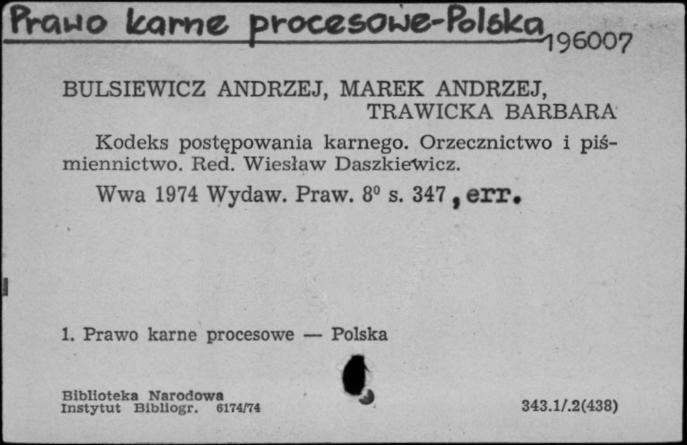 Prawo karne procesowe-Polska
196007
BULSIEWICZ ANDRZEJ, MAREK ANDRZEJ,
TRAWICKA BARBARA
Kodeks postępowania karnego. Orzecznictwo i piś-
miennictwo. Red. Wiesław Daszkiewicz.
Wwa 1974 Wydaw. Praw. 8⁰ s. 347, err.
1. Prawo karne procesowe — Polska
Biblioteka Narodowa
Instytut Bibliogr. 6174/74
343.1/.2(438)